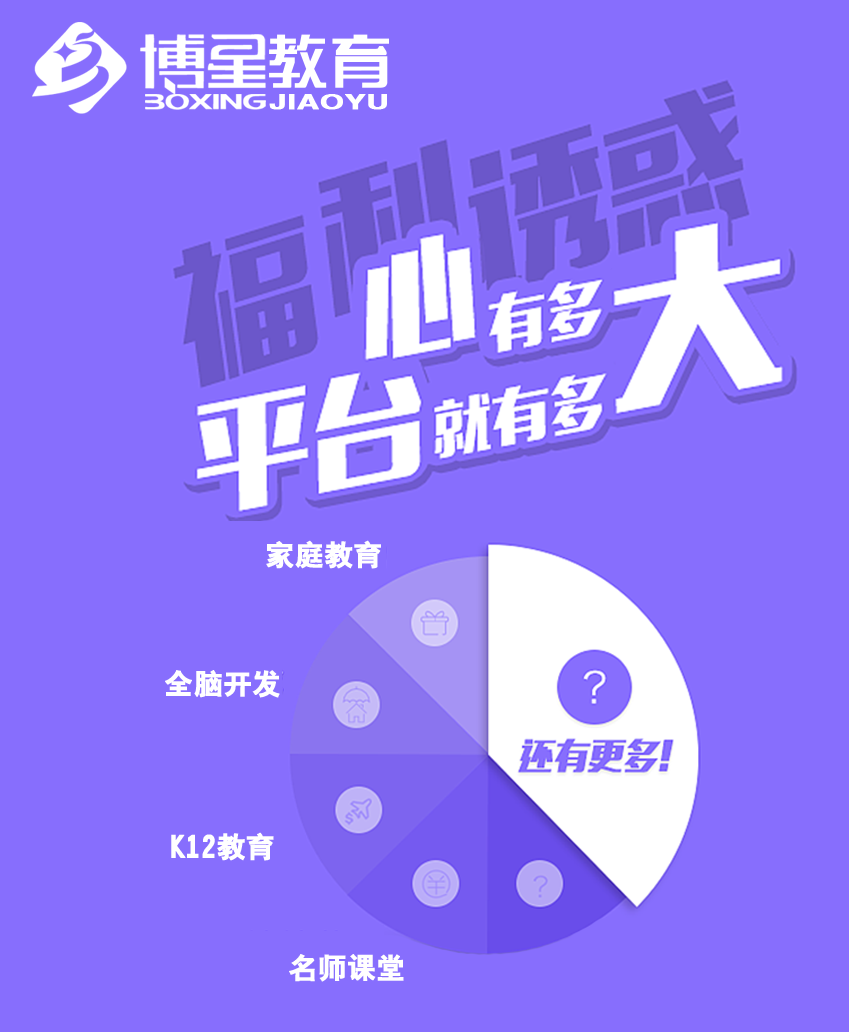 博星教育
BOXINGJIAOYU
福利诱惑
心有多大
平台就有多大
家庭教育
全脑开发
?
还有更多!
$
K12教育
¥
?
名师课堂